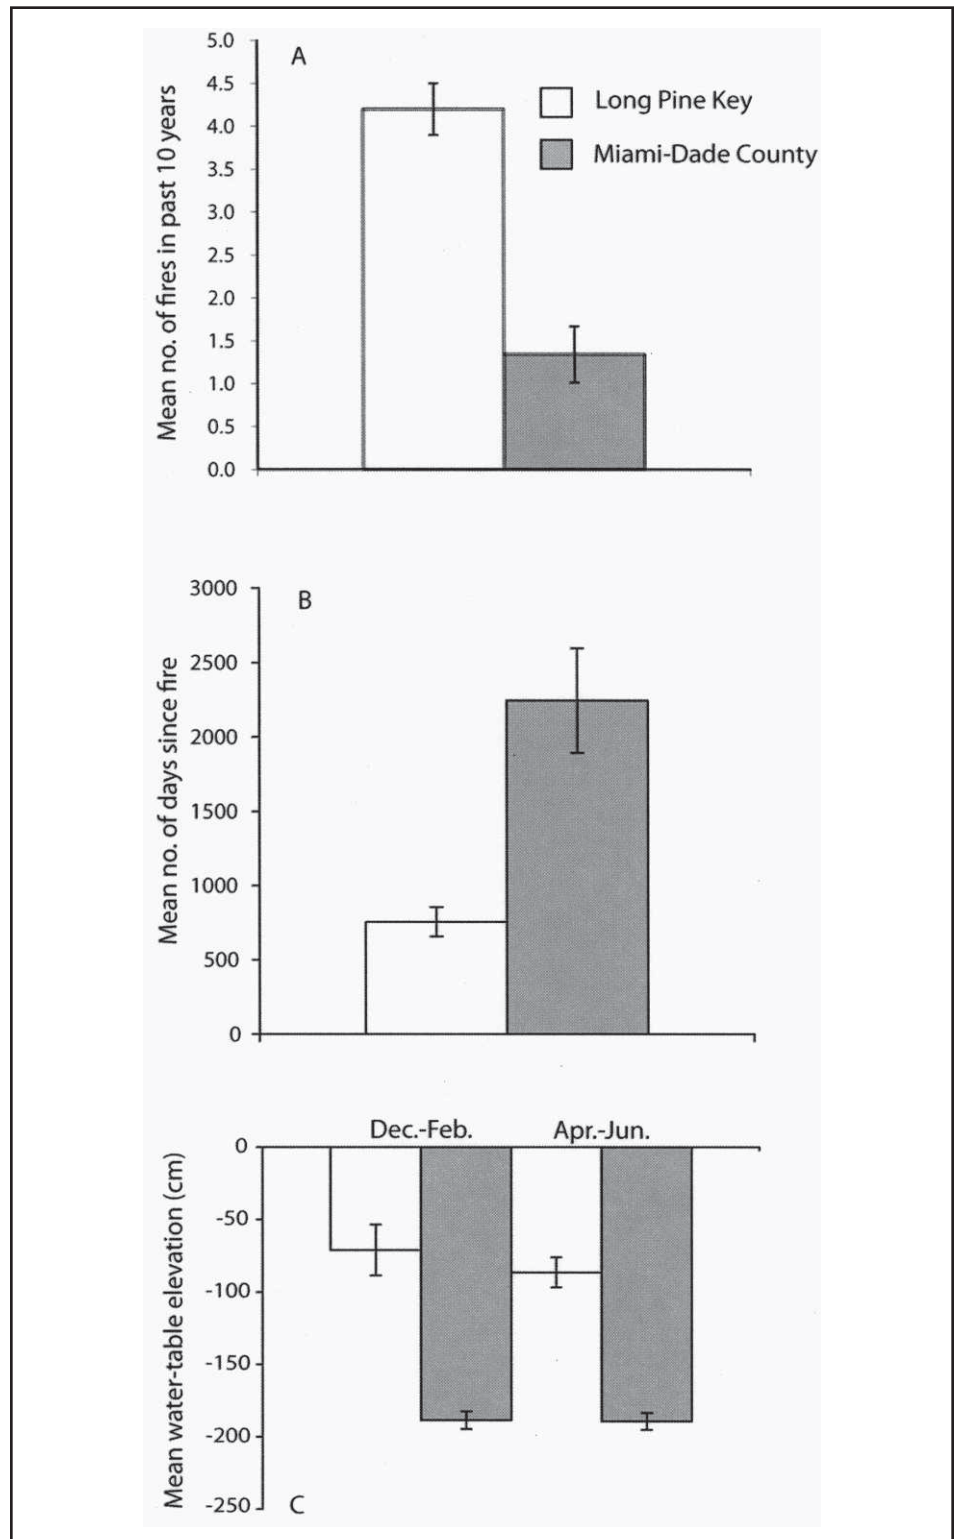 A
Long Pine Key
Miami-Dade County
Mean no. of fires in past 10 years
5.0
4.5
4.0
3.5
3.0
2.5
2.0
1.5
1.0
0.5
0.0
B
Mean no. of days since fire
3000
2500
2000
1500
1000
500
0
Dec.-Feb.
Apr.-Jun.
Mean water-table elevation (cm)
0
-50
-100
-150
-200
-250
C